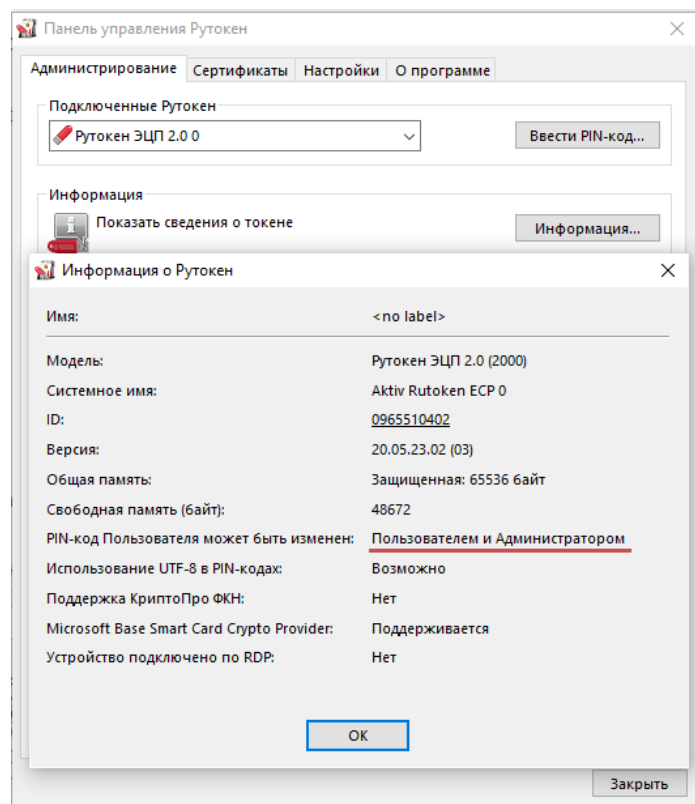 Панель управления Рутокен
Администрирование Сертификаты Настройки О программе
Подключенные Рутокен
Рутокен ЭЦП 2.0 0 Ввести PIN-код...
Информация
Показать сведения о токене Информация...
Информация о Рутокен
Имя: <no label>
Модель: Рутокен ЭЦП 2.0 (2000)
Системное имя: Aktiv Rutoken ECP 0
ID: 0965510402
Версия: 20.05.23.02 (03)
Общая память: Защищенная: 65536 байт
Свободная память (байт): 48672
PIN-код Пользователя может быть изменен: Пользователем и Администратором
Использование UTF-8 в PIN-кодах: Возможно
Поддержка КриптоПро ФКН: Нет
Microsoft Base Smart Card Crypto Provider: Поддерживается
Устройство подключено по RDP: Нет
ОК
Закрыть